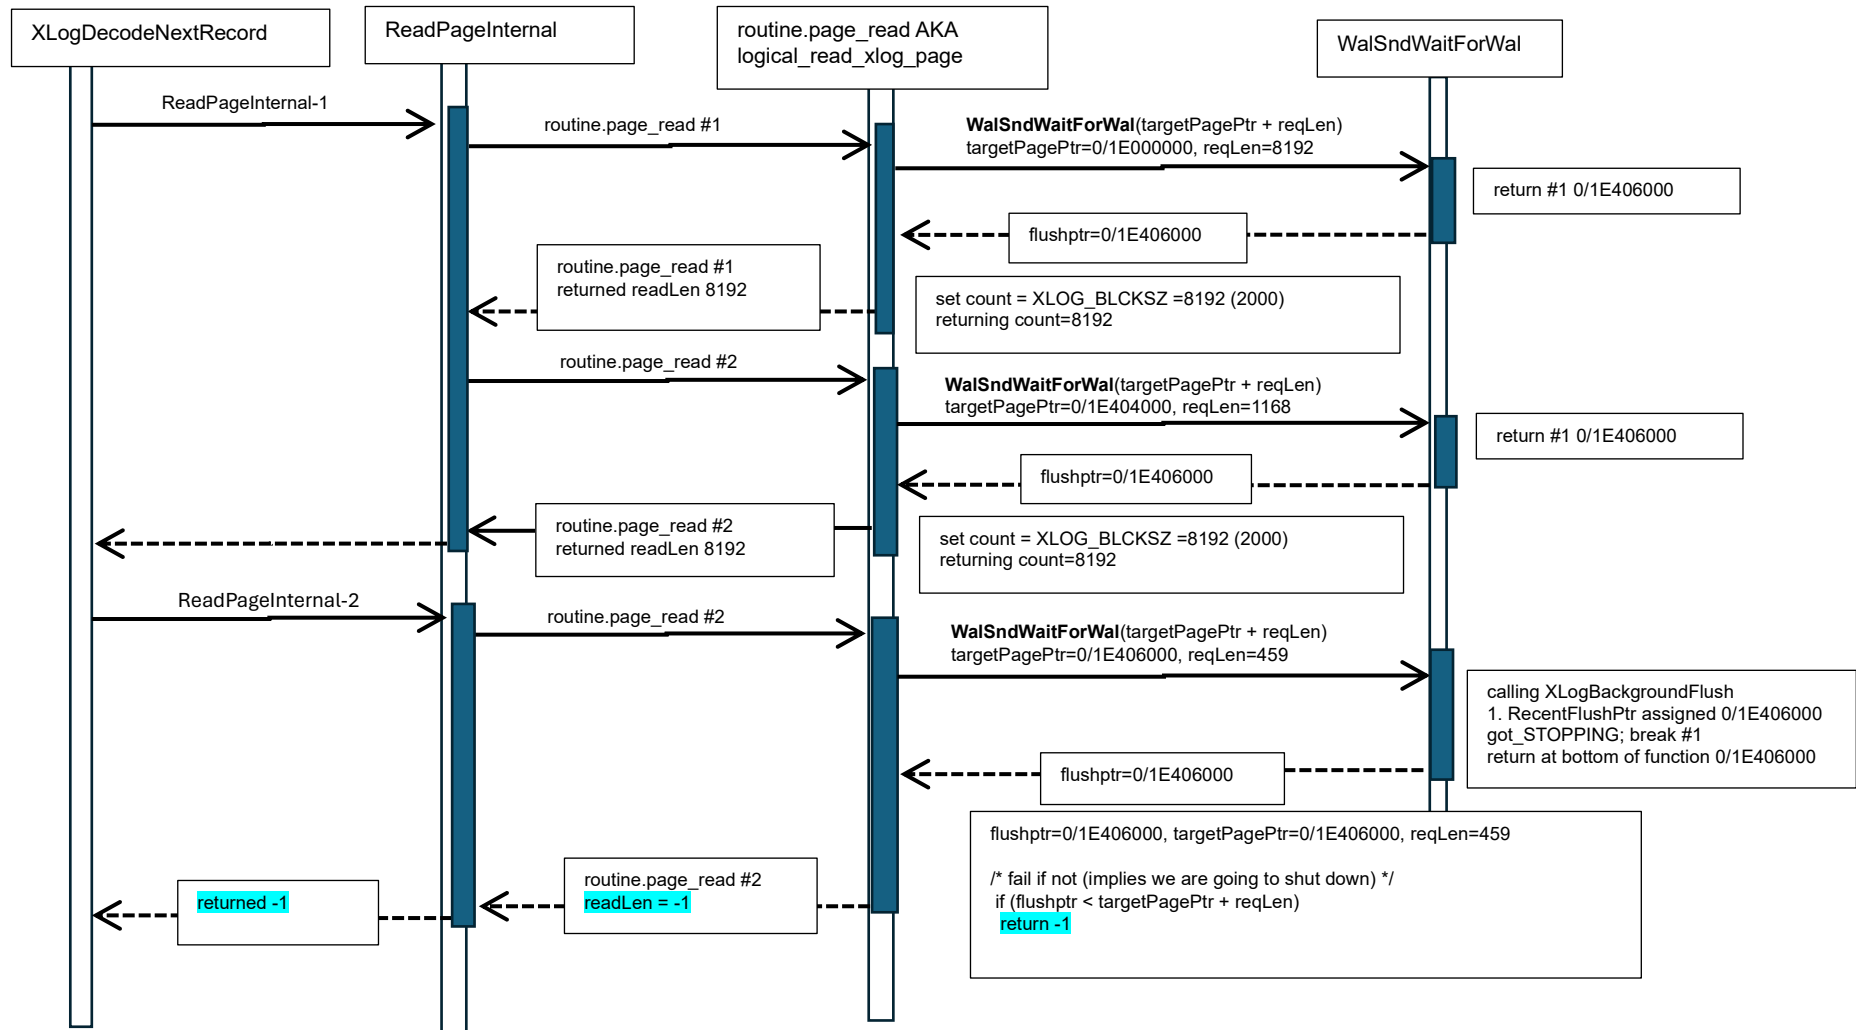 XLogDecodeNextRecord
ReadPageInternal
routine.page_read AKA
logical_read_xlog_page
WalSndWaitForWal
ReadPageInternal-1
routine.page_read #1
WalSndWaitForWal(targetPagePtr + reqLen)
targetPagePtr=0/1E000000, reqLen=8192
return #1 0/1E406000
flushptr=0/1E406000
routine.page_read #1
returned readLen 8192
set count = XLOG_BLCKSZ =8192 (2000)
returning count=8192
routine.page_read #2
WalSndWaitForWal(targetPagePtr + reqLen)
targetPagePtr=0/1E404000, reqLen=1168
return #1 0/1E406000
flushptr=0/1E406000
routine.page_read #2
returned readLen 8192
set count = XLOG_BLCKSZ =8192 (2000)
returning count=8192
ReadPageInternal-2
routine.page_read #2
WalSndWaitForWal(targetPagePtr + reqLen)
targetPagePtr=0/1E406000, reqLen=459
calling XLogBackgroundFlush
1. RecentFlushPtr assigned 0/1E406000
got_STOPPING; break #1
return at bottom of function 0/1E406000
flushptr=0/1E406000
flushptr=0/1E406000, targetPagePtr=0/1E406000, reqLen=459
/* fail if not (implies we are going to shut down) */
if (flushptr < targetPagePtr + reqLen)
return -1
routine.page_read #2
readLen = -1
returned -1